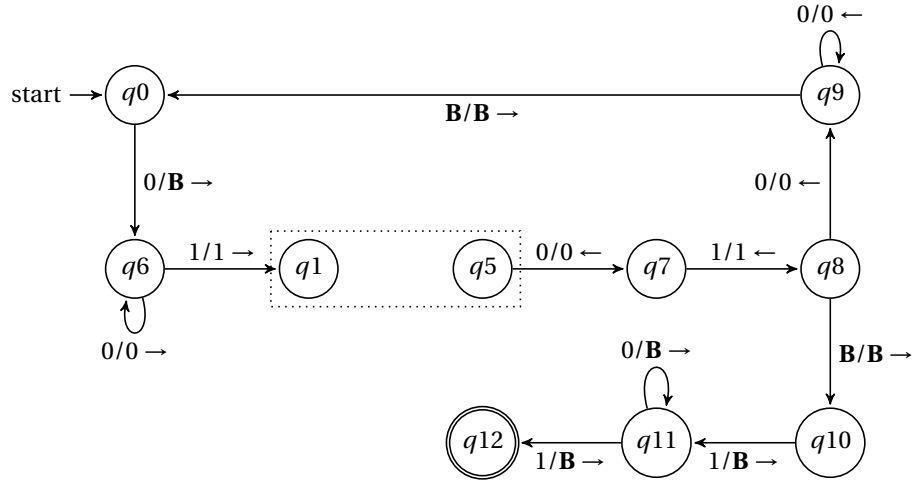 0/0 ←
start q0 q9
B/B →
0/B → 0/0 ←
q6 1/1 → q1 q5 0/0 ← q7 1/1 ← q8
0/0 → 0/B → B/B →
q12 1/B → q11 1/B → q10